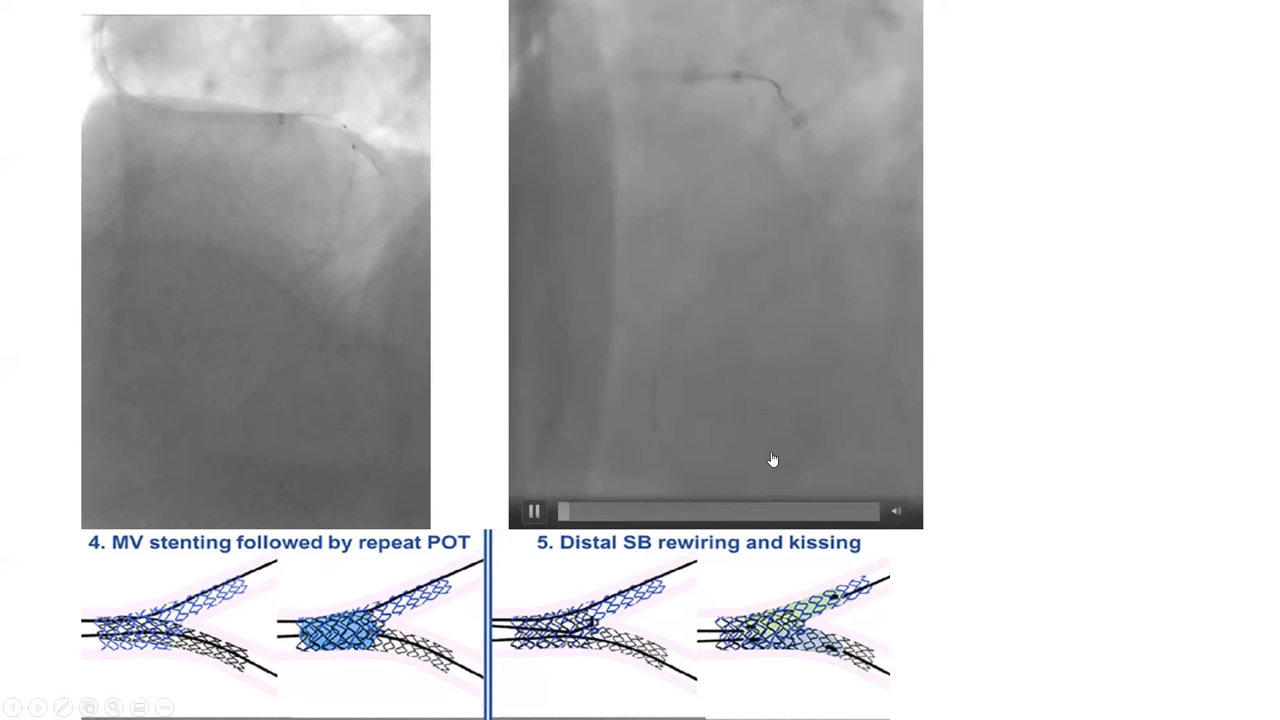 4. MV stenting followed by repeat POT
5. Distal SB rewiring and kissing